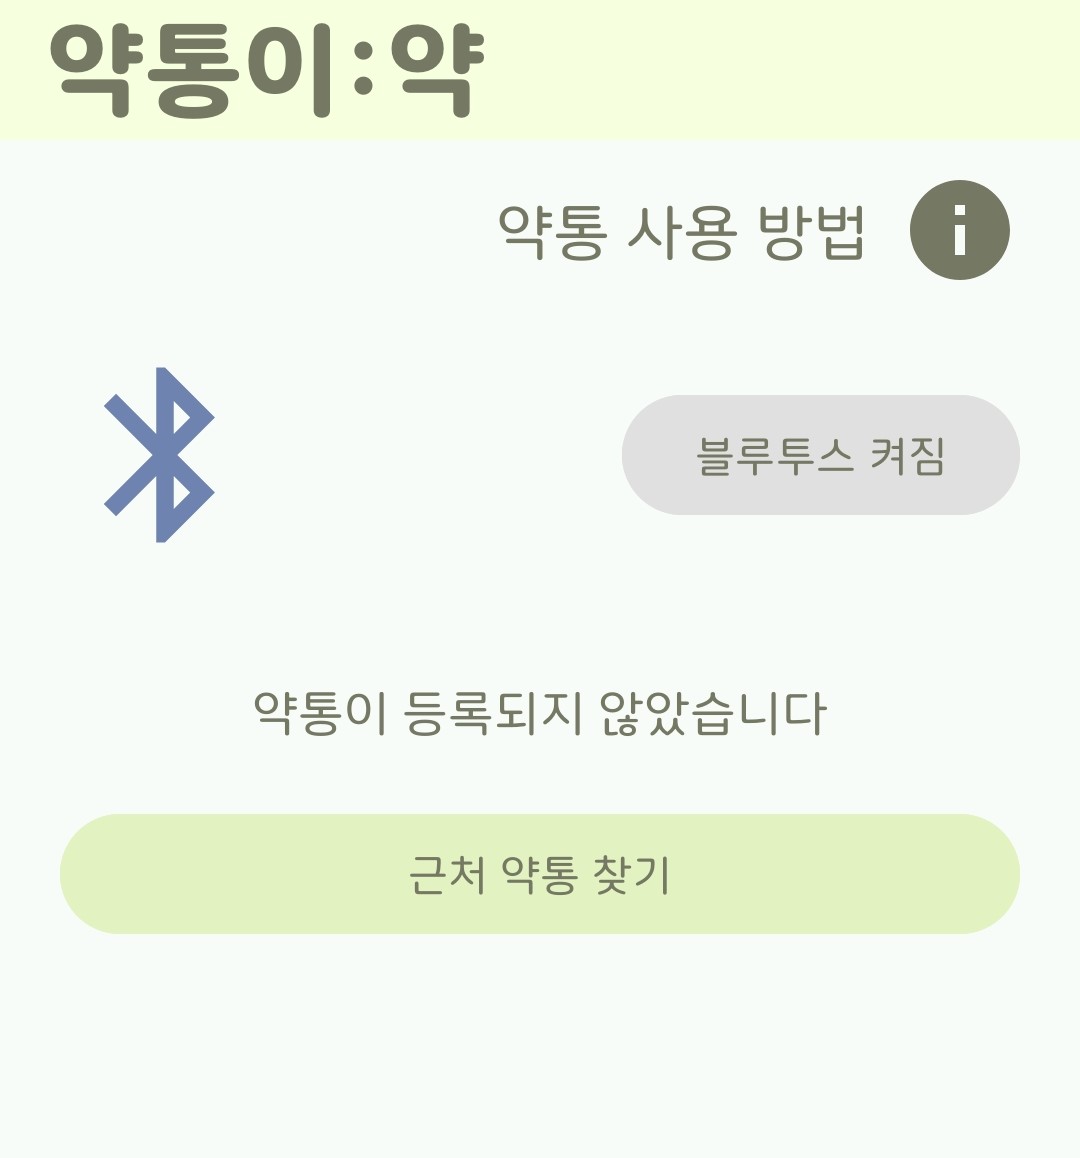 약통이:약
약통 사용 방법
블루투스 켜짐
약통이 등록되지 않았습니다
근처 약통 찾기